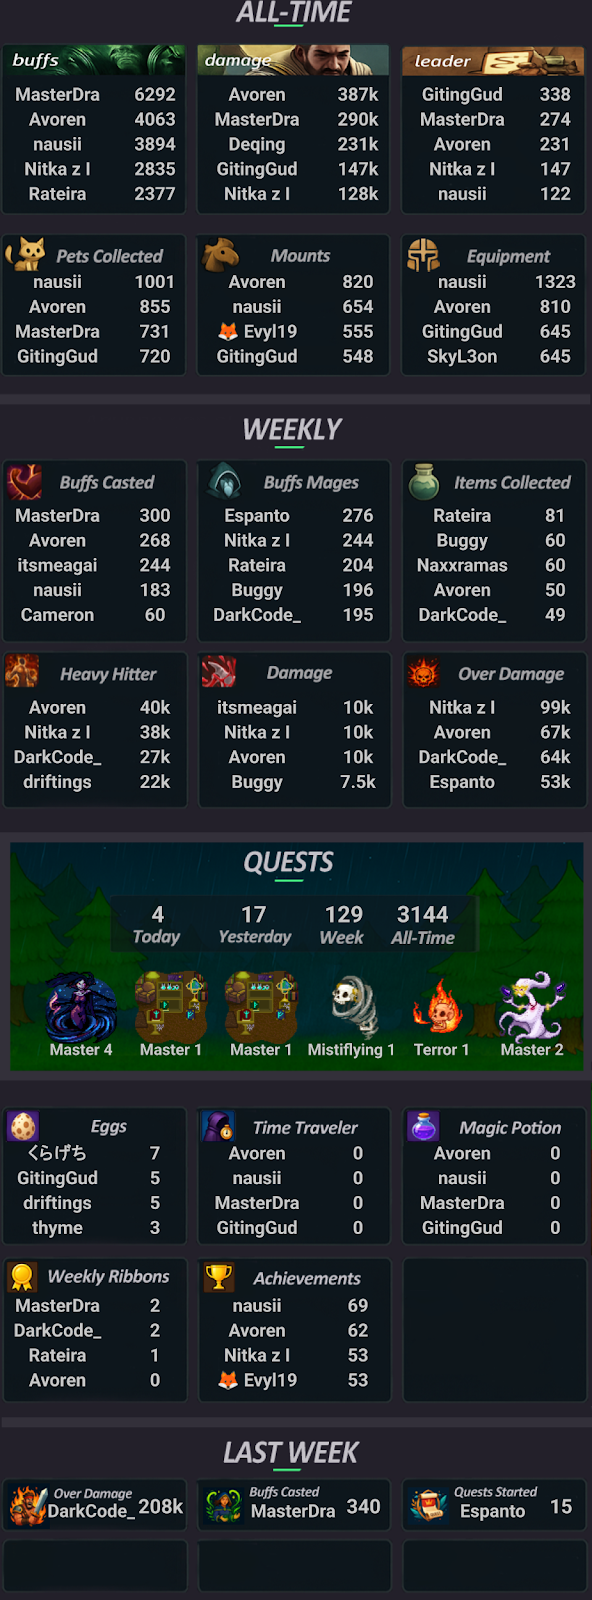 ALL-TIME
buffs
MasterDra 6292
Avoren 4063
nausii 3894
Nitka z I 2835
Rateira 2377
damage
Avoren 387k
MasterDra 290k
Deqing 231k
GitingGud 147k
Nitka z I 128k
leader
GitingGud 338
MasterDra 274
Avoren 231
Nitka z I 147
nausii 122
Pets Collected
nausii 1001
Avoren 855
MasterDra 731
GitingGud 720
Mounts
Avoren 820
nausii 654
🦊 Evyl19 555
GitingGud 548
Equipment
nausii 1323
Avoren 810
GitingGud 645
SkyL3on 645
WEEKLY
Buffs Casted
MasterDra 300
Avoren 268
itsmeagai 244
nausii 183
Cameron 60
Buffs Mages
Espanto 276
Nitka z I 244
Rateira 204
Buggy 196
DarkCode_ 195
Items Collected
Rateira 81
Buggy 60
Naxxramas 60
Avoren 50
DarkCode_ 49
Heavy Hitter
Avoren 40k
Nitka z I 38k
DarkCode_ 27k
driftings 22k
Damage
itsmeagai 10k
Nitka z I 10k
Avoren 10k
Buggy 7.5k
Over Damage
Nitka z I 99k
Avoren 67k
DarkCode_ 64k
Espanto 53k
QUESTS
4 17 129 3144
Today Yesterday Week All-Time
Master 4 Master 1 Master 1 Mistiflying 1 Terror 1 Master 2
Eggs
くらげち 7
GitingGud 5
driftings 5
thyme 3
Time Traveler
Avoren 0
nausii 0
MasterDra 0
GitingGud 0
Magic Potion
Avoren 0
nausii 0
MasterDra 0
GitingGud 0
Weekly Ribbons
MasterDra 2
DarkCode_ 2
Rateira 1
Avoren 0
Achievements
nausii 69
Avoren 62
Nitka z I 53
🦊 Evyl19 53
LAST WEEK
Over Damage
DarkCode_ 208k
Buffs Casted
MasterDra 340
Quests Started
Espanto 15